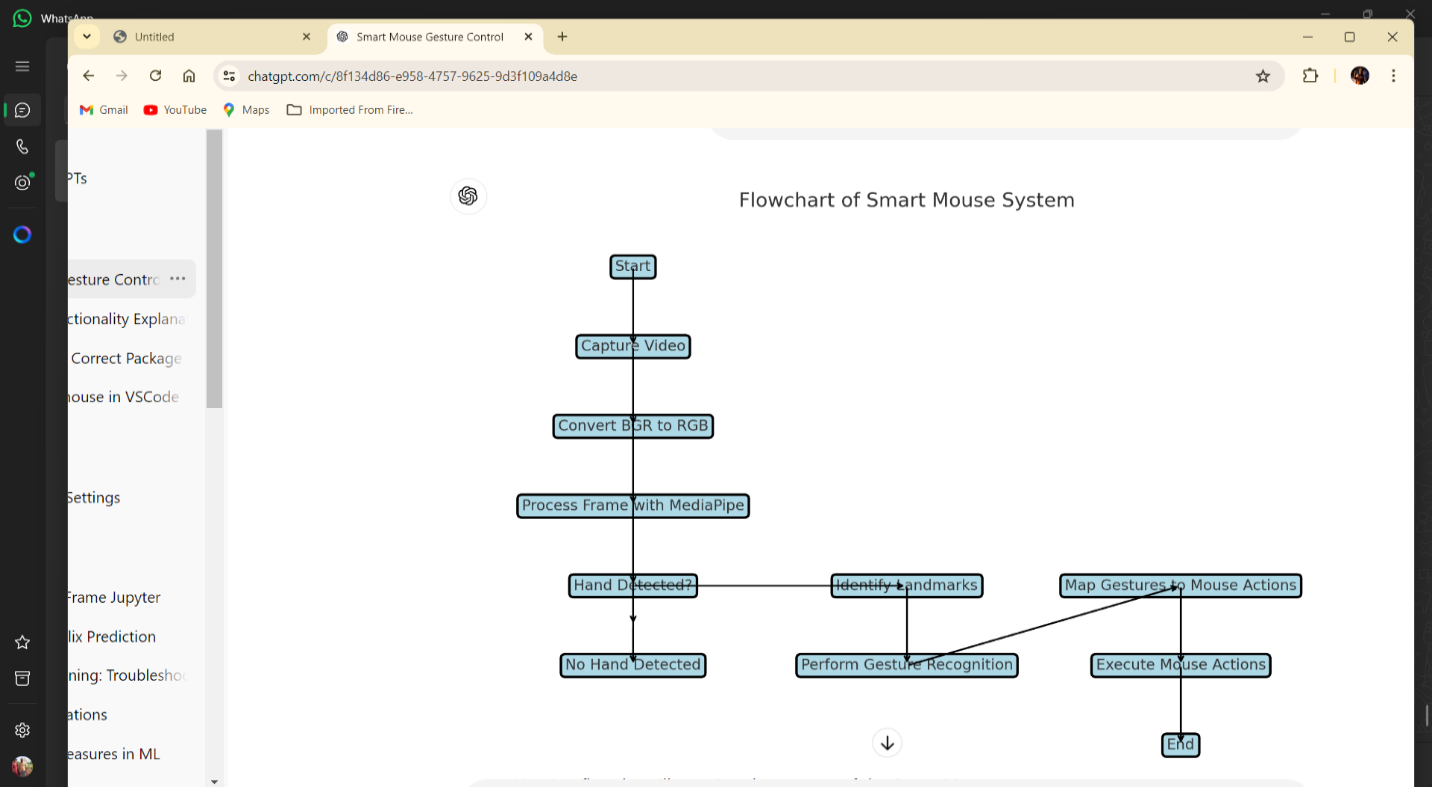 WhatsApp
Untitled
Smart Mouse Gesture Control
chatgpt.com/c/8f134d86-e958-4757-9625-9d3f109a4d8e
Gmail
YouTube
Maps
Imported From Fire...
PTs
esture Contro
ctionality Explana
Correct Package
ouse in VSCode
Settings
Frame Jupyter
lix Prediction
ning: Troubleshoo
ations
easures in ML
Flowchart of Smart Mouse System
Start
Capture Video
Convert BGR to RGB
Process Frame with MediaPipe
Hand Detected?
Identify Landmarks
Map Gestures to Mouse Actions
No Hand Detected
Perform Gesture Recognition
Execute Mouse Actions
End